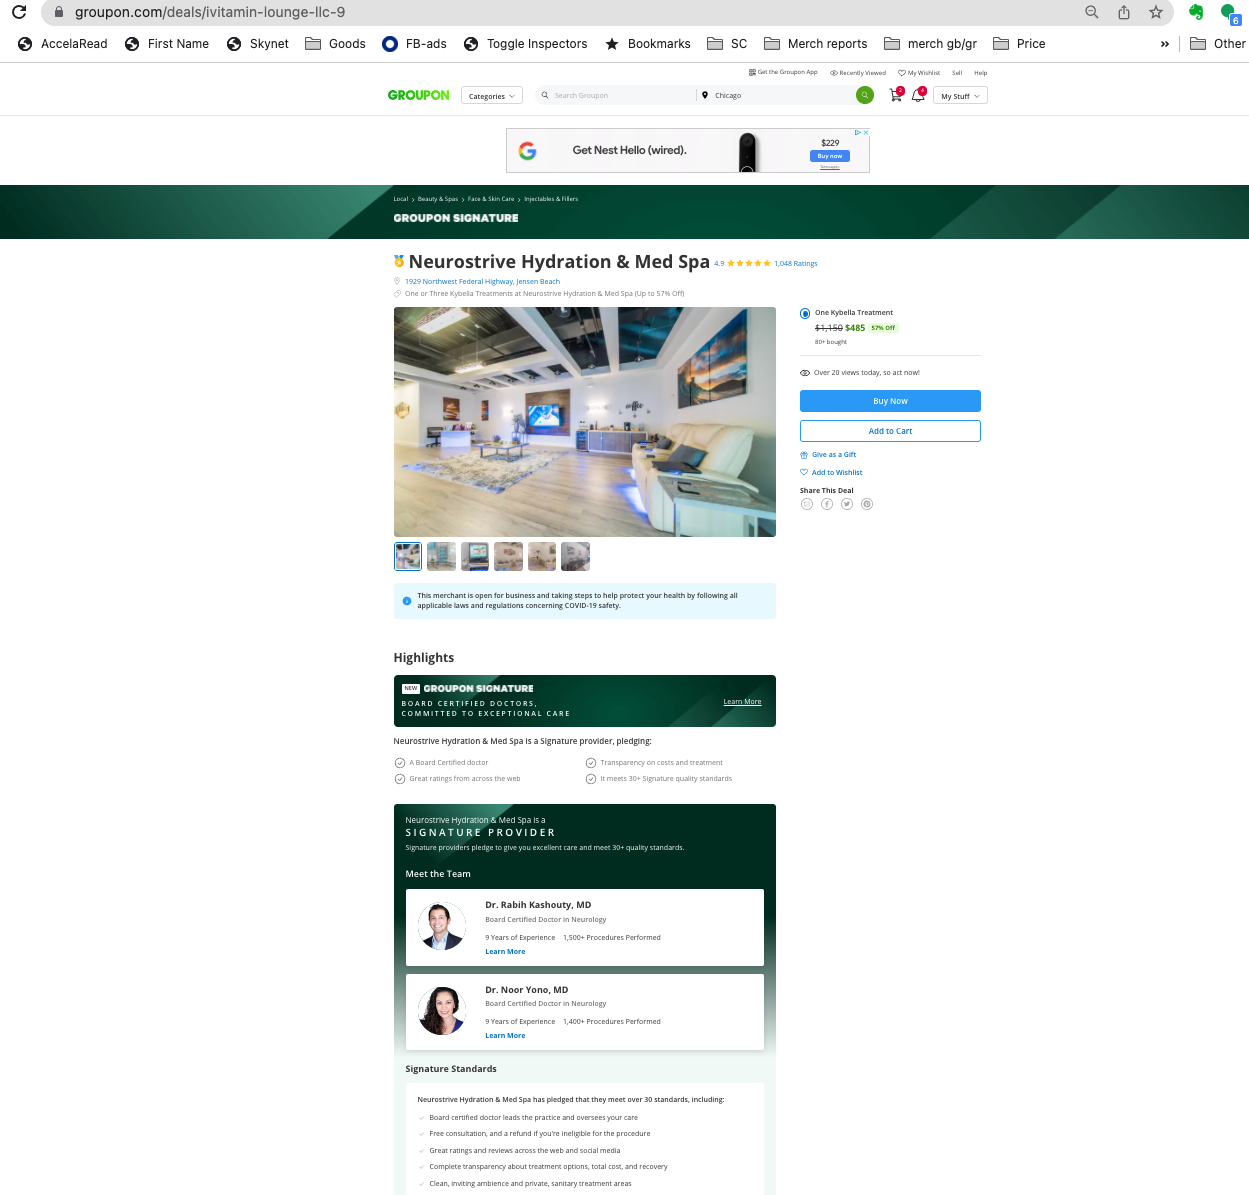 groupon.com/deals/ivitamin-lounge-llc-9
6
AccelaRead First Name Skynet Goods FB-ads Toggle Inspectors Bookmarks SC Merch reports merch gb/gr Price » Other
Get the Groupon App Recently Viewed My Wishlist Sell Help
GROUPON Categories Search Groupon Chicago 2 4 My Stuff
Get Nest Hello (wired). $229
Buy now
Local > Beauty & Spas > Face & Skin Care > Injectables & Fillers
GROUPON SIGNATURE
Neurostrive Hydration & Med Spa 4.9 1,048 Ratings
1929 Northwest Federal Highway, Jensen Beach
One or Three Kybella Treatments at Neurostrive Hydration & Med Spa (Up to 57% Off)
coffee
One Kybella Treatment
$1,150 $485 57% Off
80+ bought
Over 20 views today, so act now!
Buy Now
Add to Cart
Give as a Gift
Add to Wishlist
Share This Deal
This merchant is open for business and taking steps to help protect your health by following all
applicable laws and regulations concerning COVID-19 safety.
Highlights
NEW GROUPON SIGNATURE
BOARD CERTIFIED DOCTORS,
COMMITTED TO EXCEPTIONAL CARE
Learn More
Neurostrive Hydration & Med Spa is a Signature provider, pledging:
A Board Certified doctor Transparency on costs and treatment
Great ratings from across the web It meets 30+ Signature quality standards
Neurostrive Hydration & Med Spa is a
SIGNATURE PROVIDER
Signature providers pledge to give you excellent care and meet 30+ quality standards.
Meet the Team
Dr. Rabih Kashouty, MD
Board Certified Doctor in Neurology
9 Years of Experience 1,500+ Procedures Performed
Learn More
Dr. Noor Yono, MD
Board Certified Doctor in Neurology
9 Years of Experience 1,400+ Procedures Performed
Learn More
Signature Standards
Neurostrive Hydration & Med Spa has pledged that they meet over 30 standards, including:
Board certified doctor leads the practice and oversees your care
Free consultation, and a refund if you're ineligible for the procedure
Great ratings and reviews across the web and social media
Complete transparency about treatment options, total cost, and recovery
Clean, inviting ambience and private, sanitary treatment areas